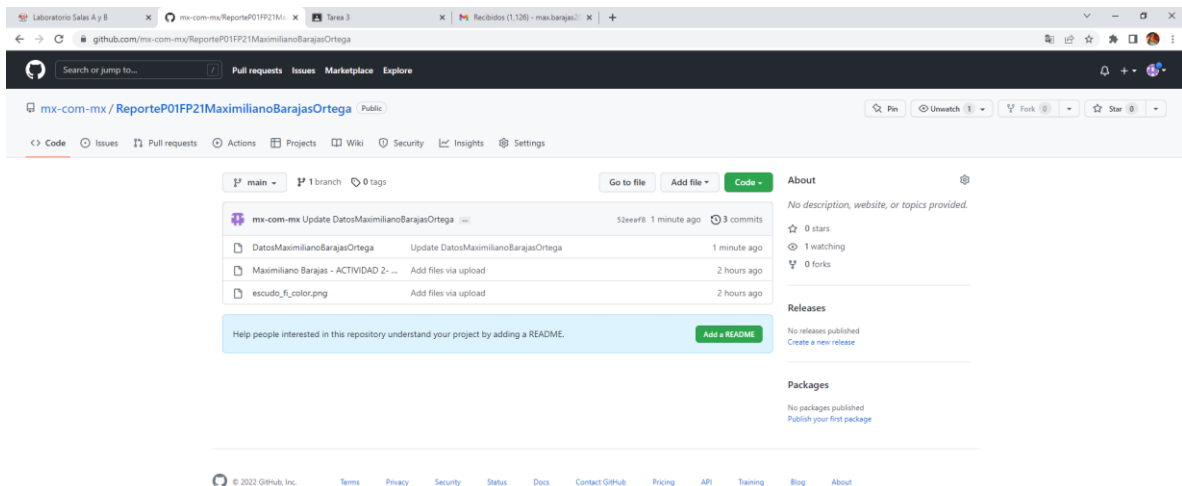 Laboratorio Salas A y B
mx-com-mx/ReporteP01FP21Ma
Tarea 3
Recibidos (1,126) - max.barajas2
github.com/mx-com-mx/ReporteP01FP21MaximilianoBarajasOrtega
Search or jump to... / Pull requests Issues Marketplace Explore
mx-com-mx / ReporteP01FP21MaximilianoBarajasOrtega Public
Pin Unwatch 1 Fork 0 Star 0
Code Issues Pull requests Actions Projects Wiki Security Insights Settings
main 1 branch 0 tags Go to file Add file Code
mx-com-mx Update DatosMaximilianoBarajasOrtega ... 52eeaf8 1 minute ago 3 commits
DatosMaximilianoBarajasOrtega Update DatosMaximilianoBarajasOrtega 1 minute ago
Maximiliano Barajas - ACTIVIDAD 2- ... Add files via upload 2 hours ago
escudo_fi_color.png Add files via upload 2 hours ago
Help people interested in this repository understand your project by adding a README. Add a README
About
No description, website, or topics provided.
0 stars
1 watching
0 forks
Releases
No releases published
Create a new release
Packages
No packages published
Publish your first package
© 2022 GitHub, Inc. Terms Privacy Security Status Docs Contact GitHub Pricing API Training Blog About